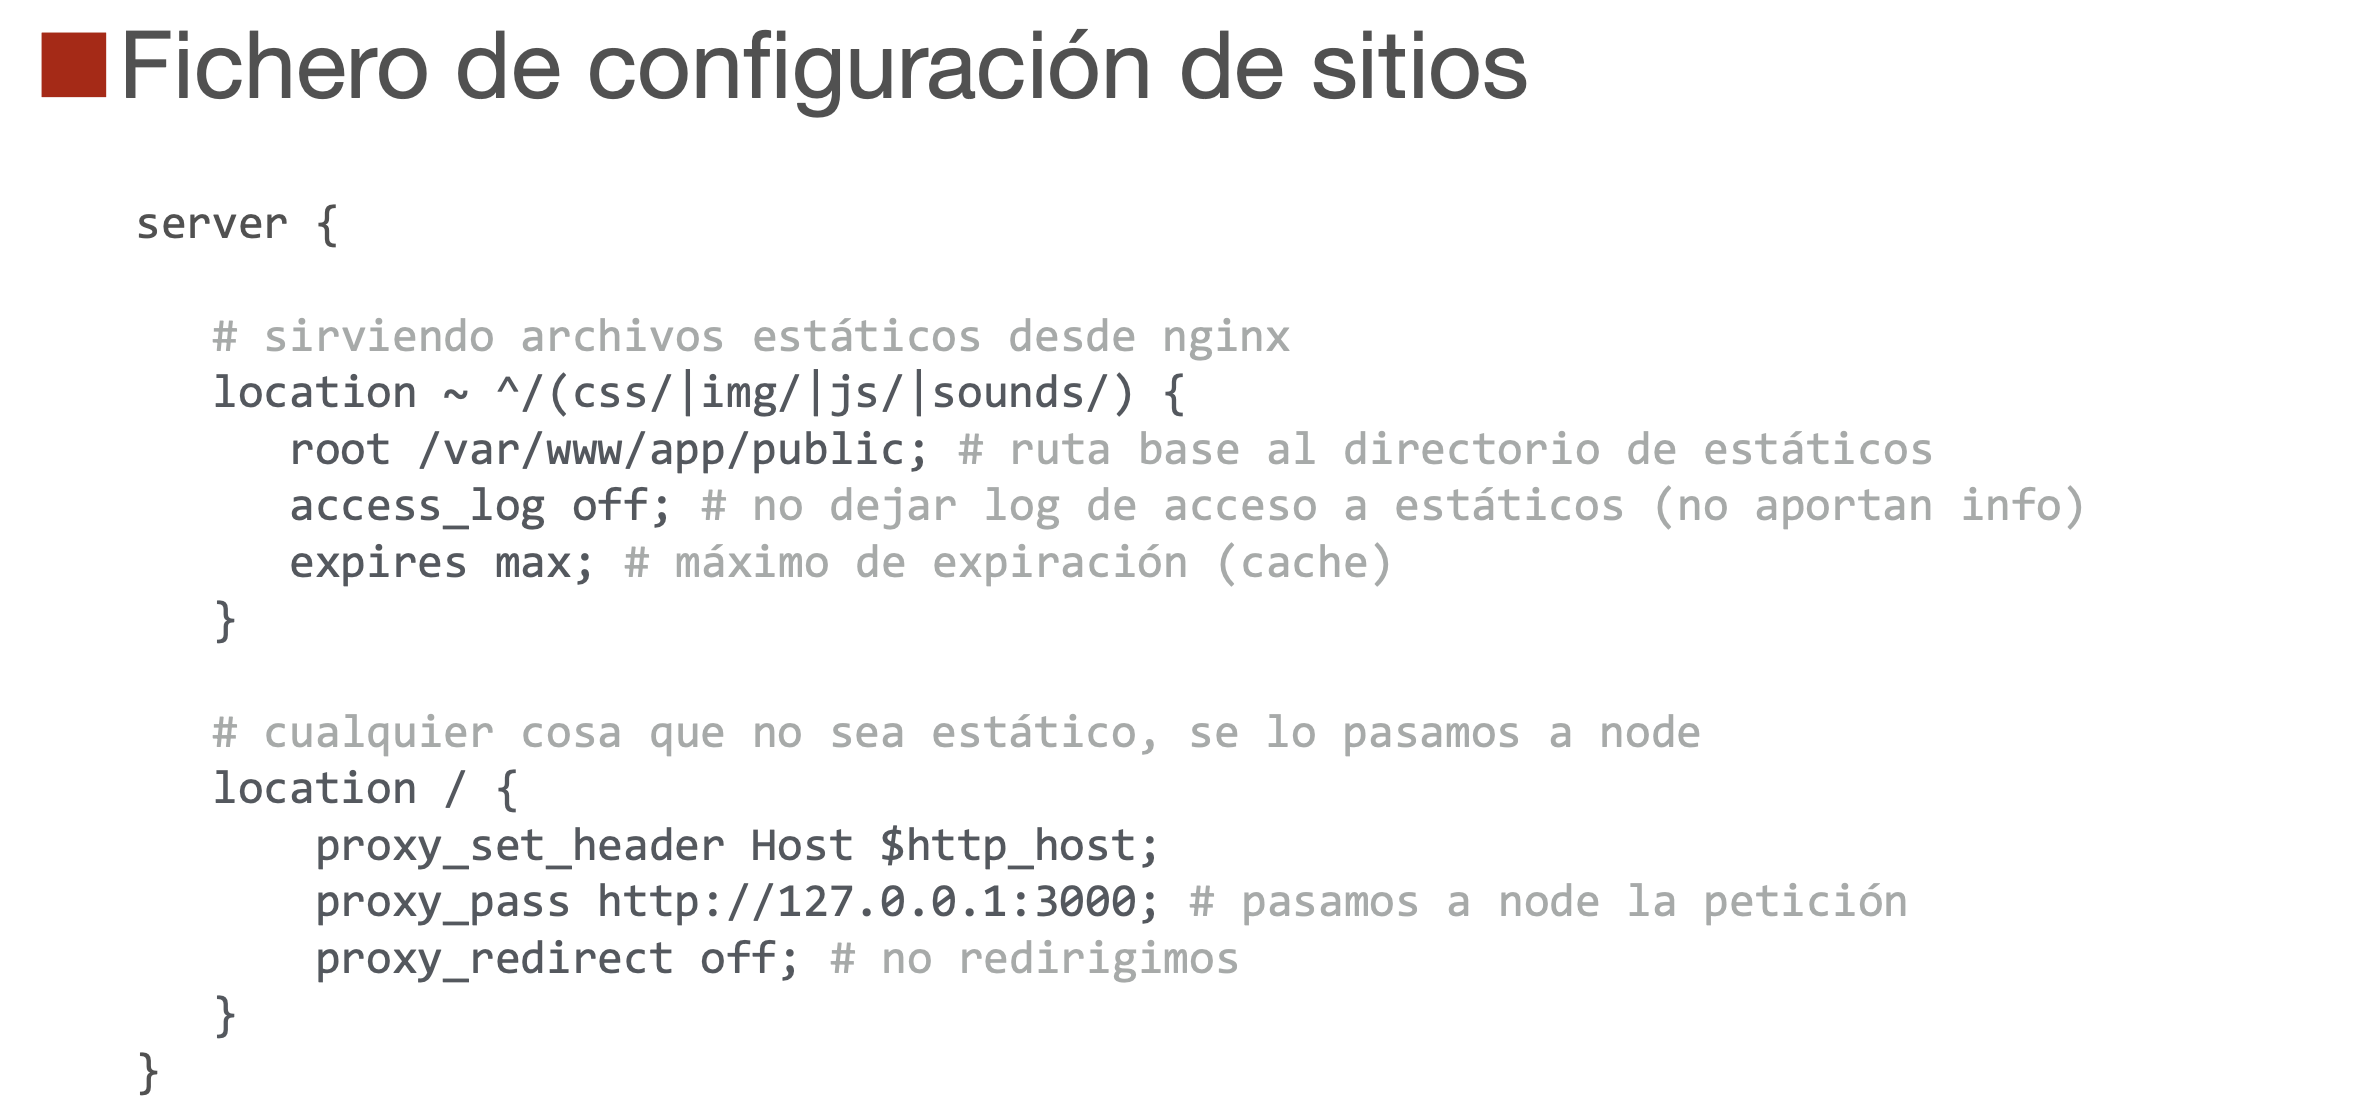 Fichero de configuración de sitios
server {
# sirviendo archivos estáticos desde nginx
location ~ ^/(css/|img/|js/|sounds/) {
root /var/www/app/public; # ruta base al directorio de estáticos
access_log off; # no dejar log de acceso a estáticos (no aportan info)
expires max; # máximo de expiración (cache)
}
# cualquier cosa que no sea estático, se lo pasamos a node
location / {
proxy_set_header Host $http_host;
proxy_pass http://127.0.0.1:3000; # pasamos a node la petición
proxy_redirect off; # no redirigimos
}
}